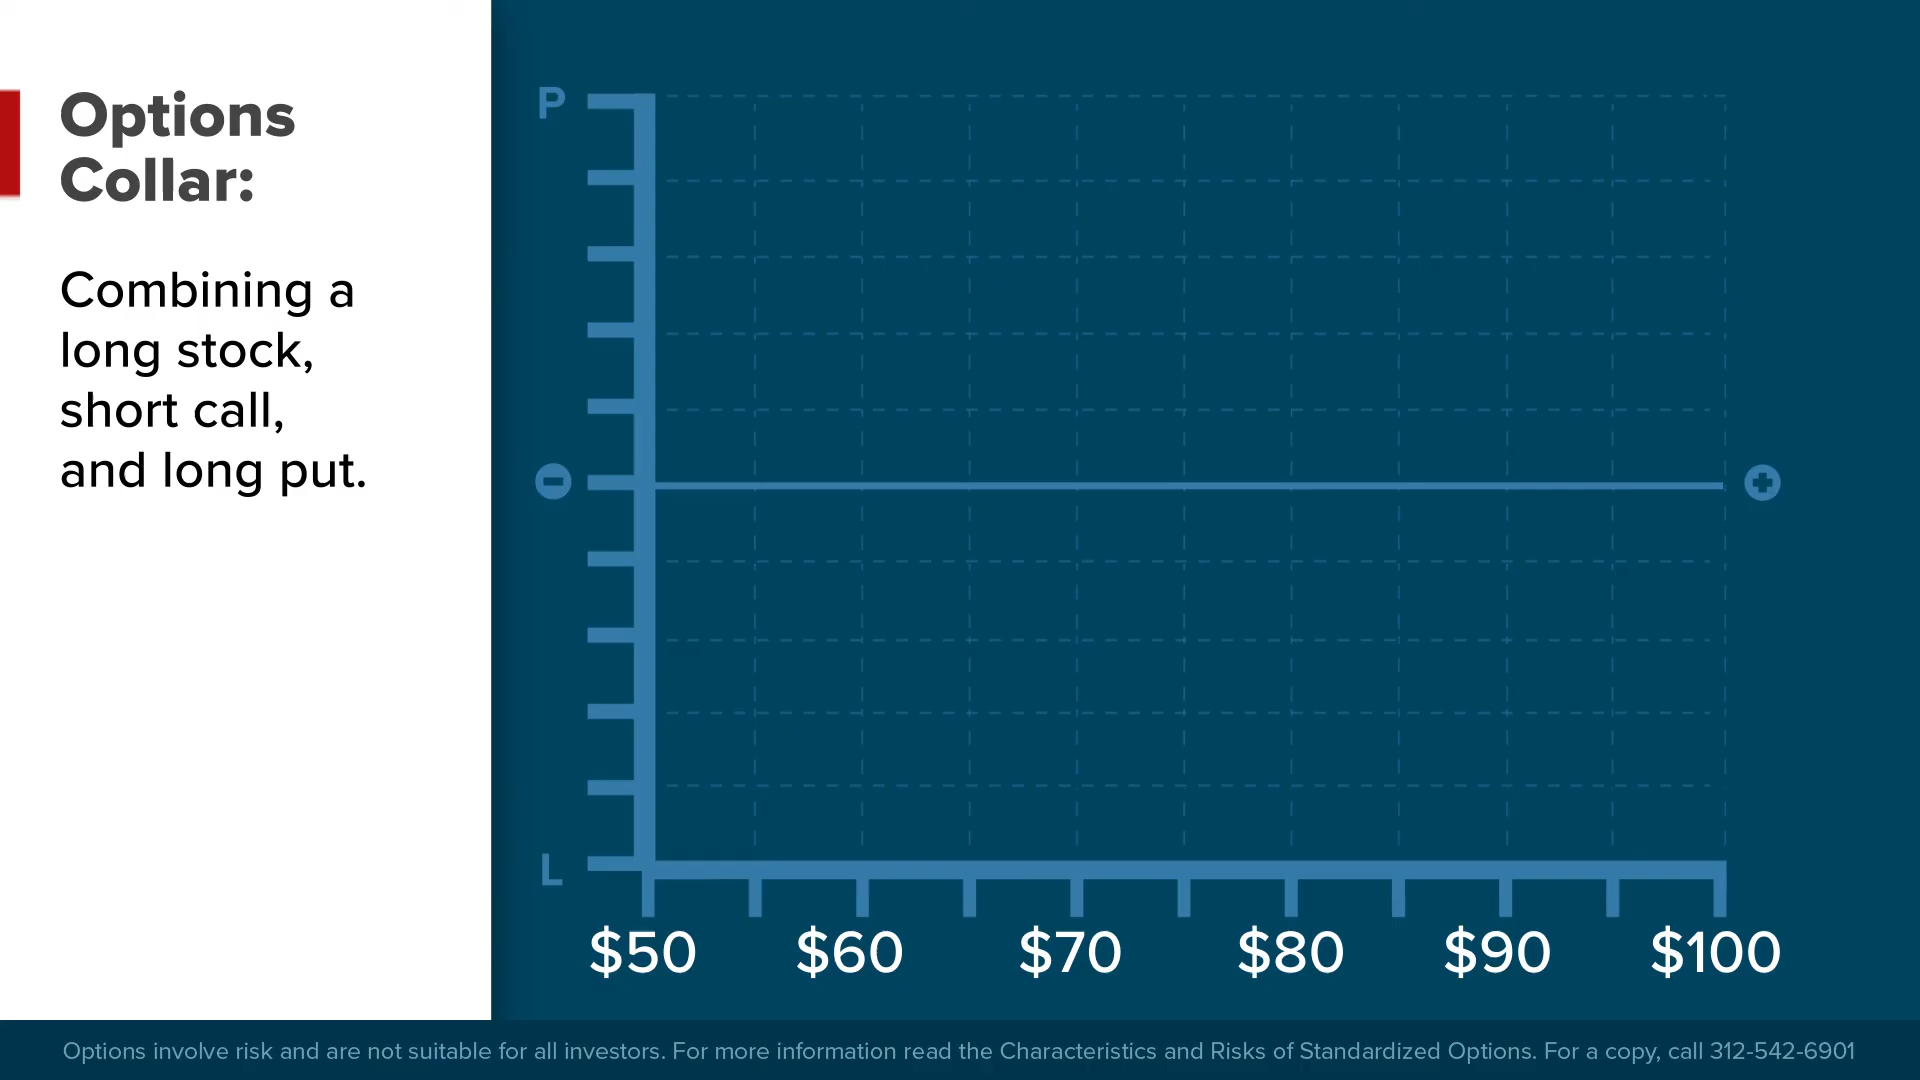 Options
Collar:
Combining a
long stock,
short call,
and long put.
P
L
$50 $60 $70 $80 $90 $100
Options involve risk and are not suitable for all investors. For more information read the Characteristics and Risks of Standardized Options. For a copy, call 312-542-6901